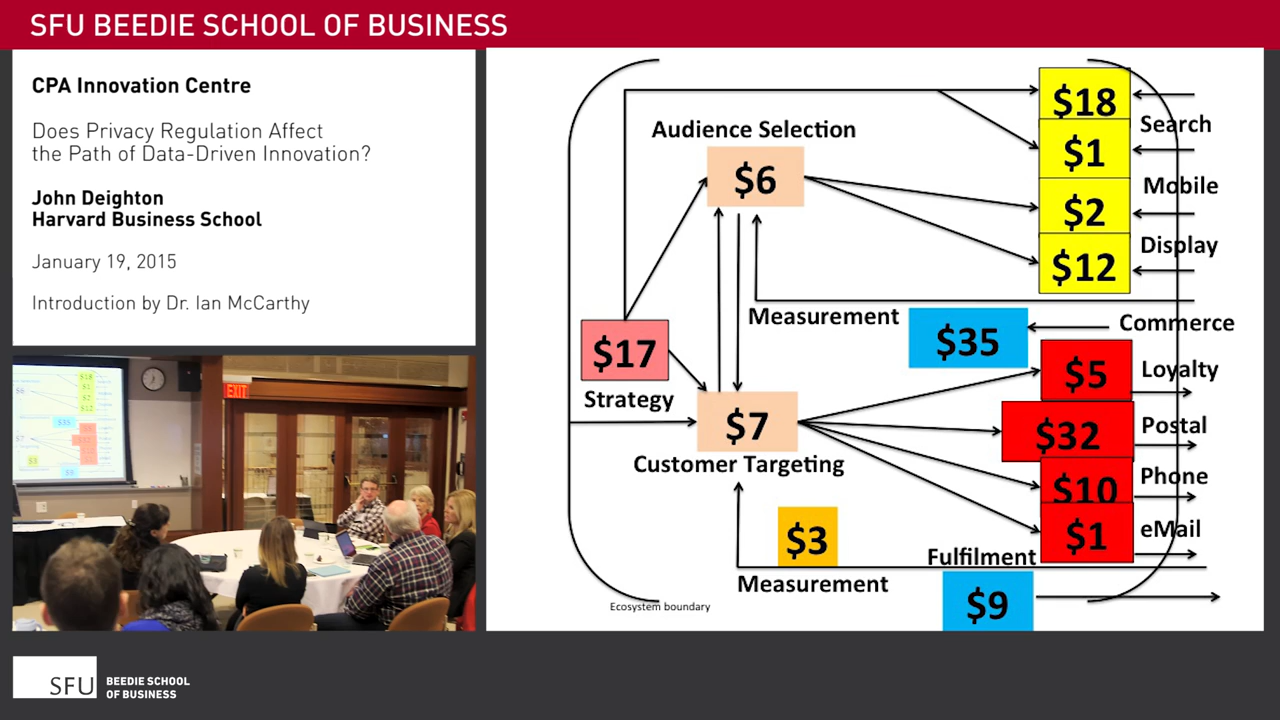 SFU BEEDIE SCHOOL OF BUSINESS
CPA Innovation Centre
Does Privacy Regulation Affect
the Path of Data-Driven Innovation?
John Deighton
Harvard Business School
January 19, 2015
Introduction by Dr. Ian McCarthy
$18
Search
Audience Selection
$1
$6
Mobile
$2
Display
$12
Measurement
Commerce
$35
$17
Loyalty
$5
Strategy
Postal
$7
$32
Customer Targeting
Phone
$10
eMail
$1
$3
Fulfilment
Measurement
$9
Ecosystem boundary
EXIT
SFU
BEEDIE SCHOOL
OF BUSINESS